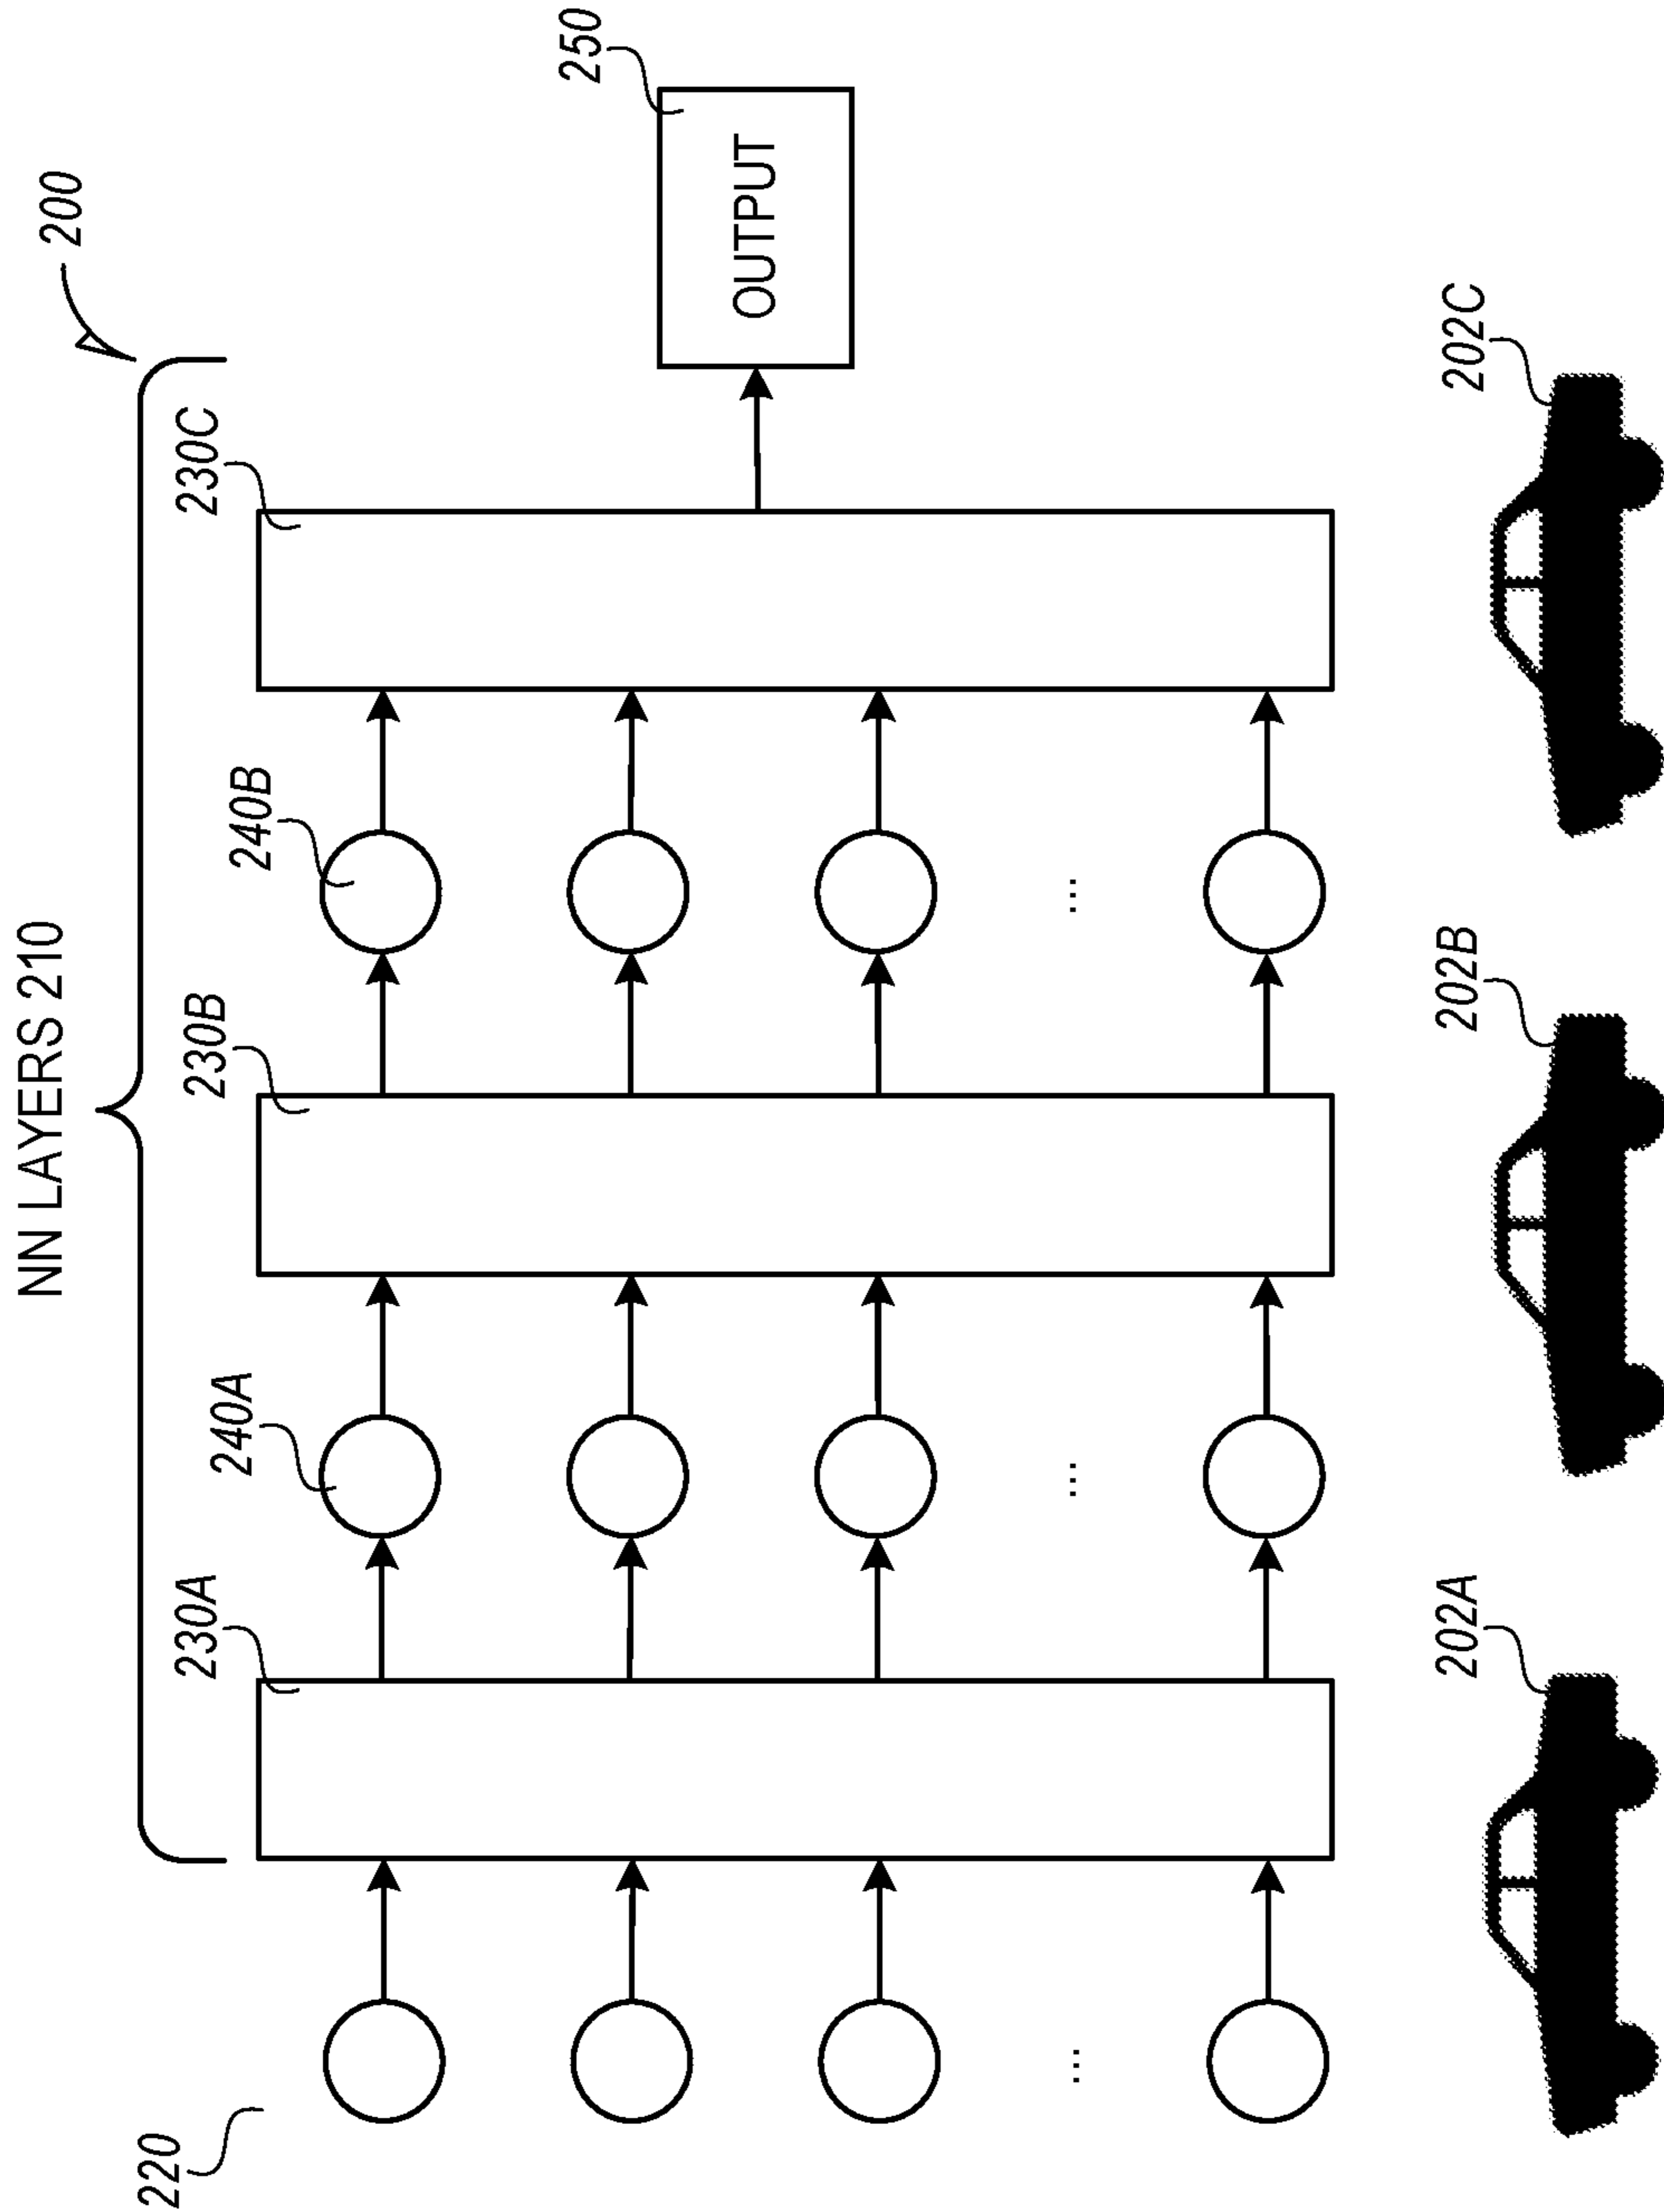 200
NN LAYERS 210
220
230A
240A
230B
240B
230C
250
OUTPUT
...
...
...
202A
202B
202C